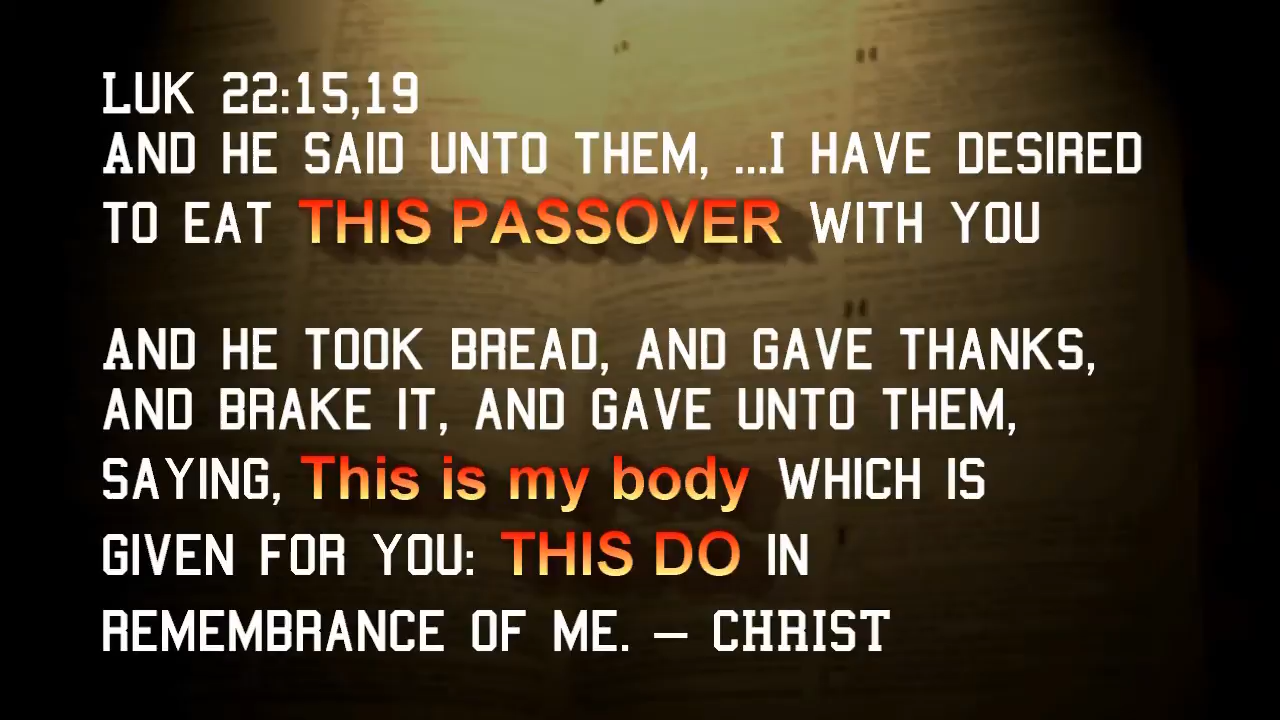 LUK 22:15,19
AND HE SAID UNTO THEM, ...I HAVE DESIRED
TO EAT THIS PASSOVER WITH YOU
AND HE TOOK BREAD, AND GAVE THANKS,
AND BRAKE IT, AND GAVE UNTO THEM,
SAYING, This is my body WHICH IS
GIVEN FOR YOU: THIS DO IN
REMEMBRANCE OF ME. – CHRIST